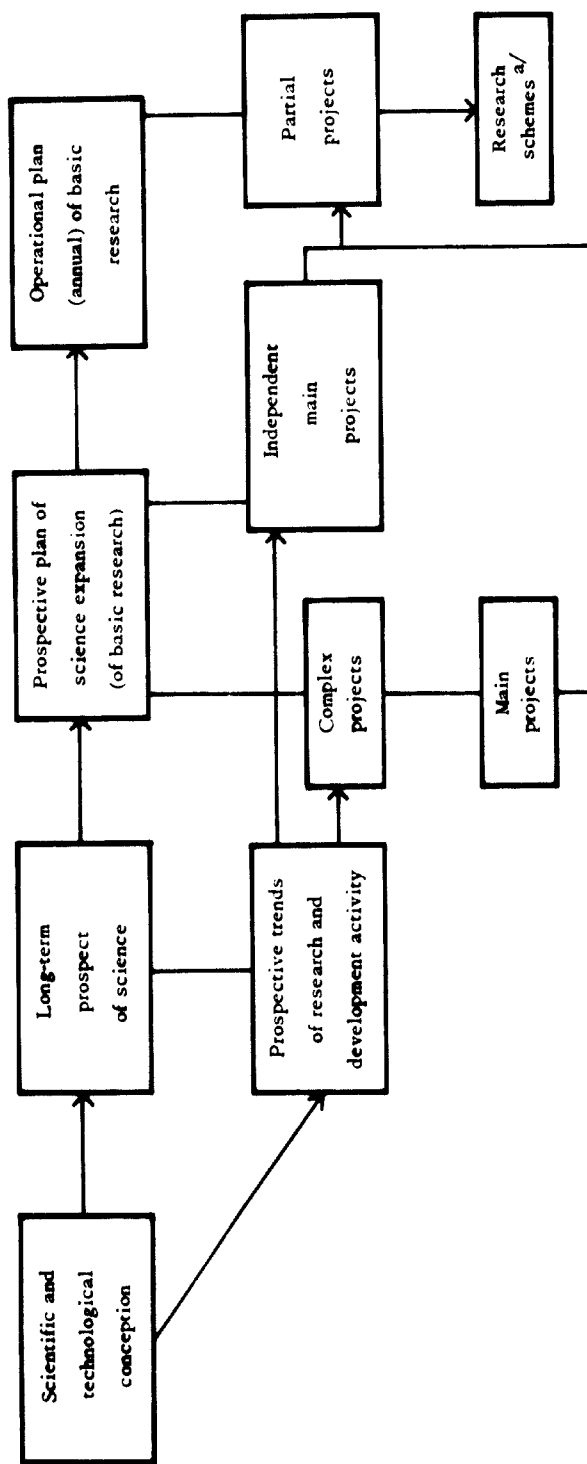 Scientific and
technological
conception
Long-term
prospect
of science
Prospective plan of
science expansion
(of basic research)
Operational plan
(annual) of basic
research
Prospective trends
of research and
development activity
Complex
projects
Main
projects
Independent
main
projects
Partial
projects
Research
schemes a/